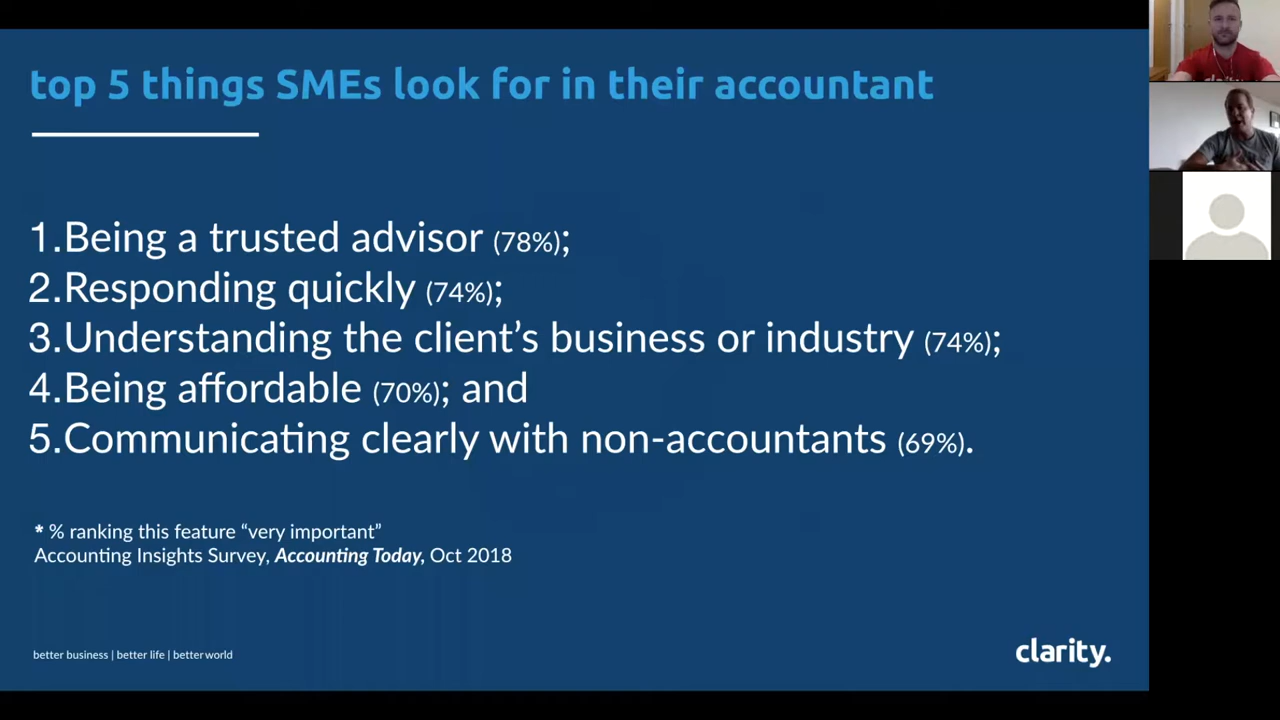 top 5 things SMEs look for in their accountant
1.Being a trusted advisor (78%);
2.Responding quickly (74%);
3.Understanding the client’s business or industry (74%);
4.Being affordable (70%); and
5.Communicating clearly with non-accountants (69%).
* % ranking this feature “very important”
Accounting Insights Survey, Accounting Today, Oct 2018
better business | better life | better world
clarity.